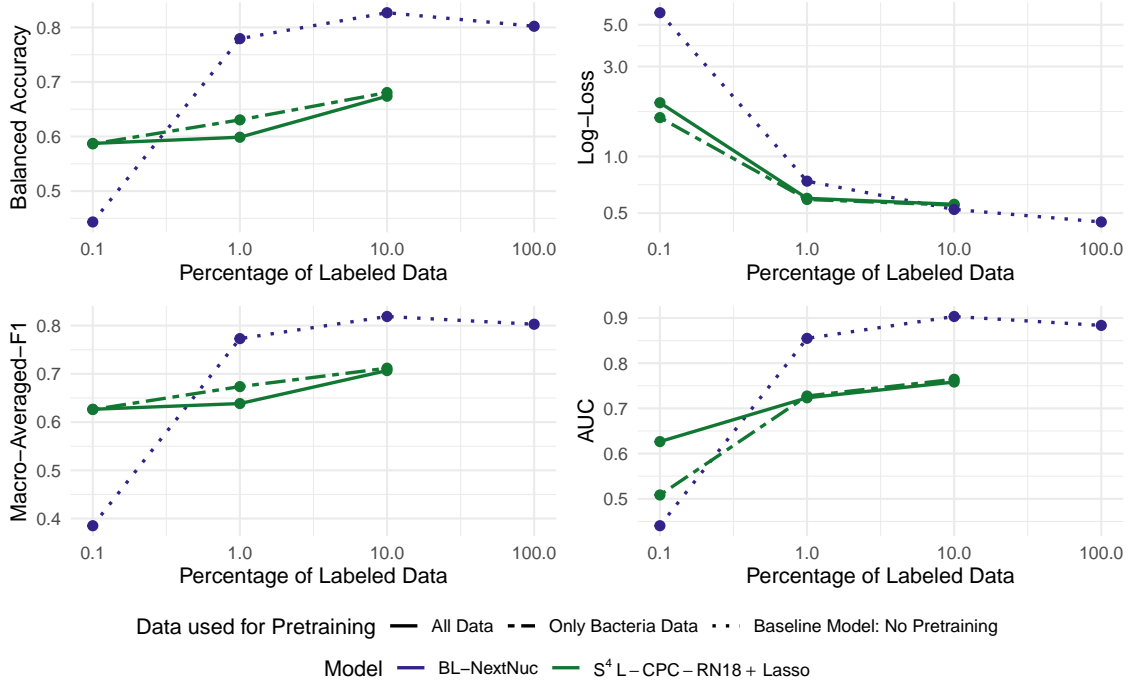 Balanced Accuracy
0.8
0.7
0.6
0.5
0.1 1.0 10.0 100.0
Percentage of Labeled Data
Log−Loss
5.0
3.0
1.0
0.5
0.1 1.0 10.0 100.0
Percentage of Labeled Data
Macro−Averaged−F1
0.8
0.7
0.6
0.5
0.4
0.1 1.0 10.0 100.0
Percentage of Labeled Data
AUC
0.9
0.8
0.7
0.6
0.5
0.1 1.0 10.0 100.0
Percentage of Labeled Data
Data used for Pretraining All Data Only Bacteria Data Baseline Model: No Pretraining
Model BL−NextNuc S⁴ L − CPC − RN18 + Lasso